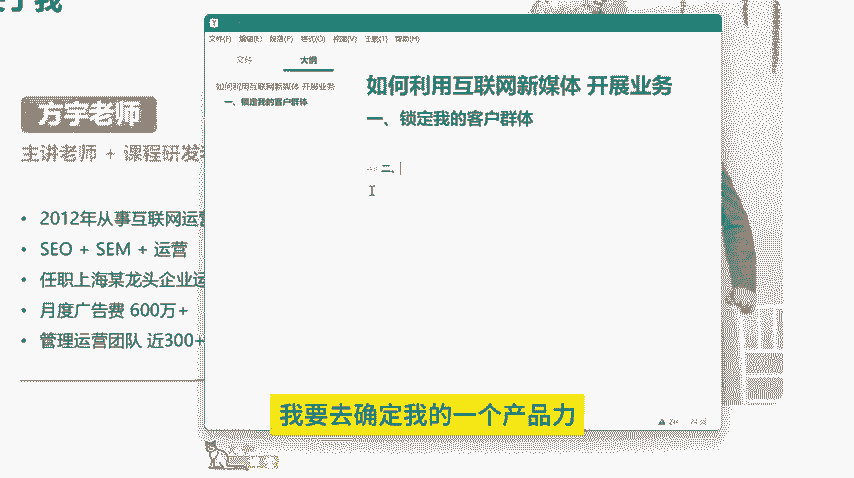 关于我
方宇老师
主讲老师 + 课程研发
• 2012年从事互联网运营
• SEO + SEM + 运营
• 任职上海某龙头企业运
• 月度广告费 600万+
• 管理运营团队 近300+
文件(F) 编辑(E) 段落(P) 格式(O) 视图(V) 主题(T) 帮助(H)
文件 大纲
如何利用互联网新媒体 开展业务
一、锁定我的客户群体
如何利用互联网新媒体 开展业务
一、锁定我的客户群体
二、
我要去确定我的一个产品力